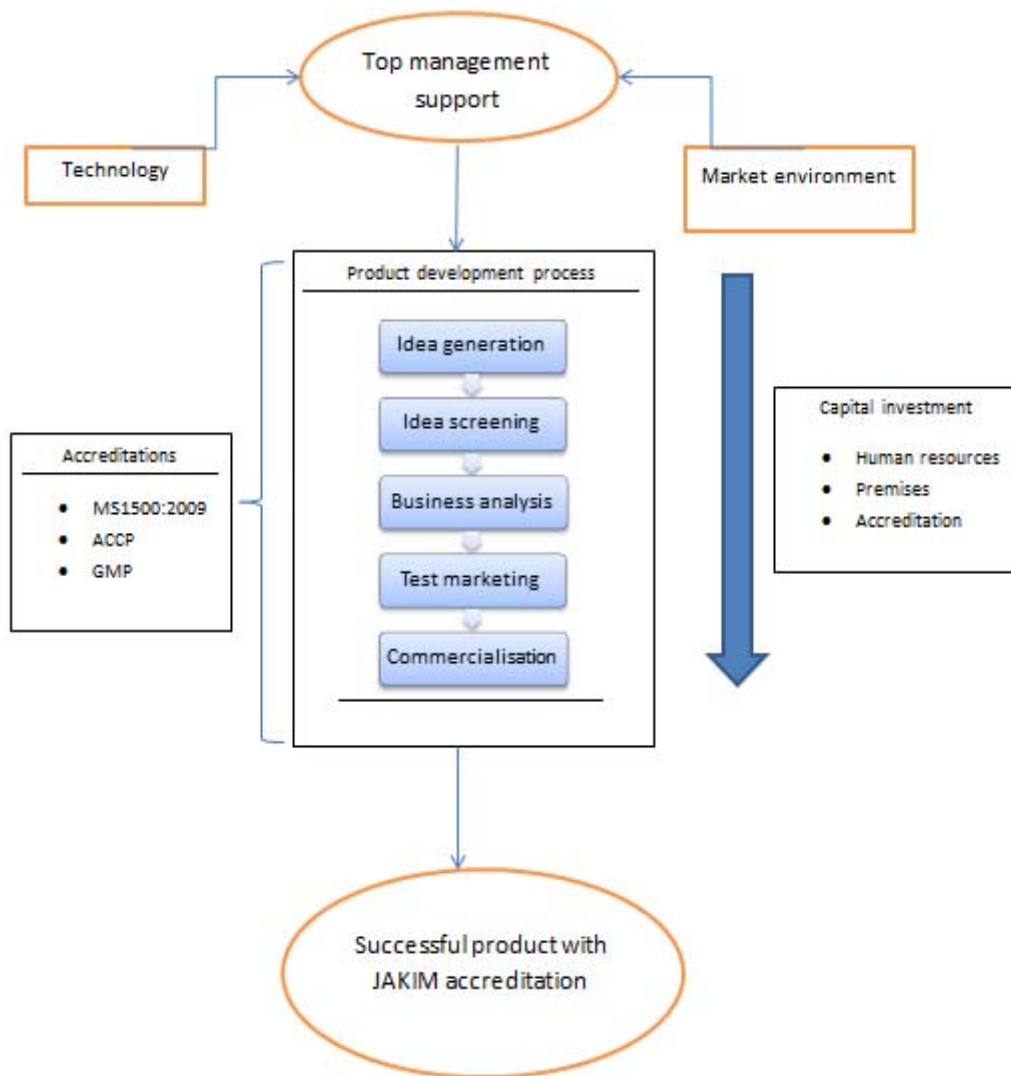 Top management
support
Technology
Market environment
Product development process
Idea generation
Idea screening
Business analysis
Test marketing
Commercialisation
Accreditations
• MS1500:2009
• ACCP
• GMP
Capital investment
• Human resources
• Premises
• Accreditation
Successful product with
JAKIM accreditation